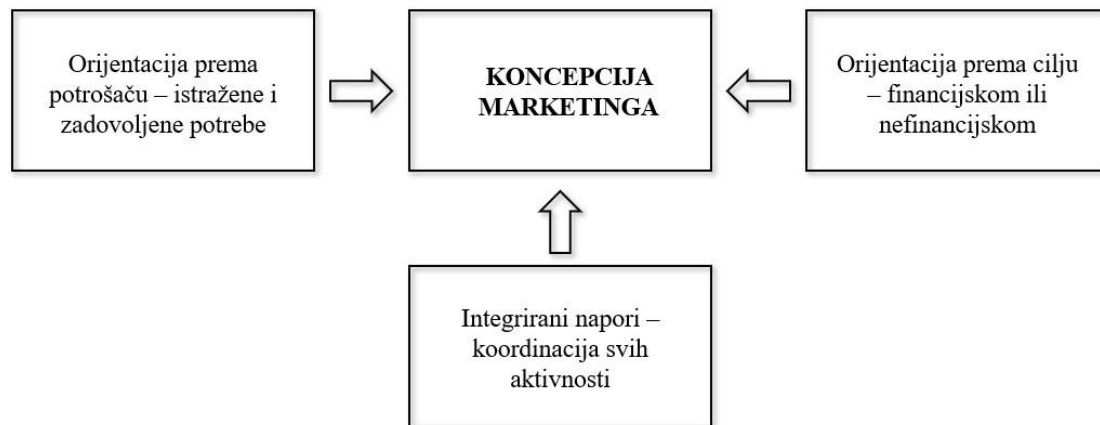 Orijentacija prema
potrošaču – istražene i
zadovoljene potrebe
KONCEPCIJA
MARKETINGA
Orijentacija prema cilju
– financijskom ili
nefinancijskom
Integrirani napori –
koordinacija svih
aktivnosti